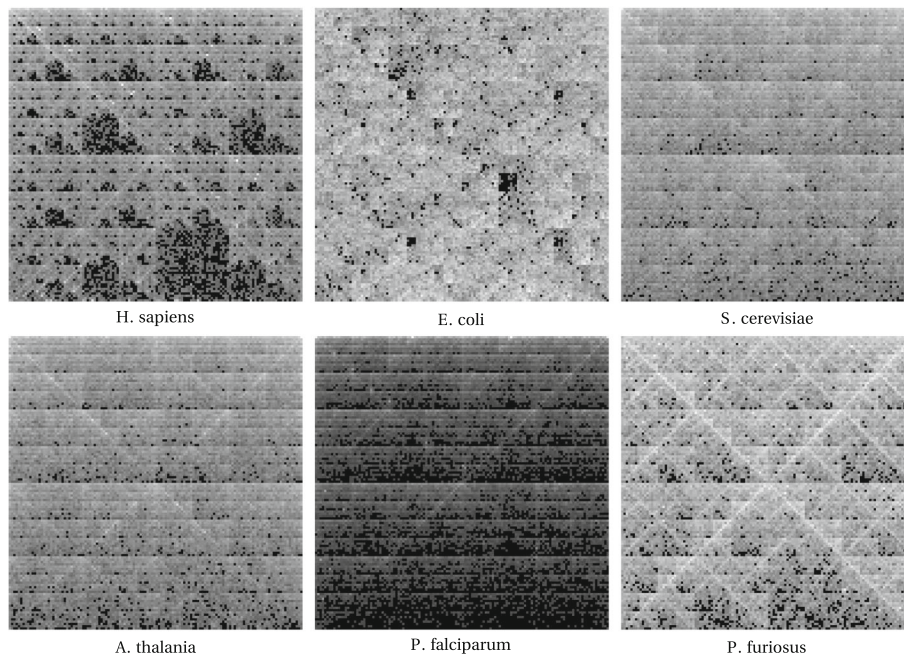 H. sapiens
E. coli
S. cerevisiae
A. thalania
P. falciparum
P. furiosus